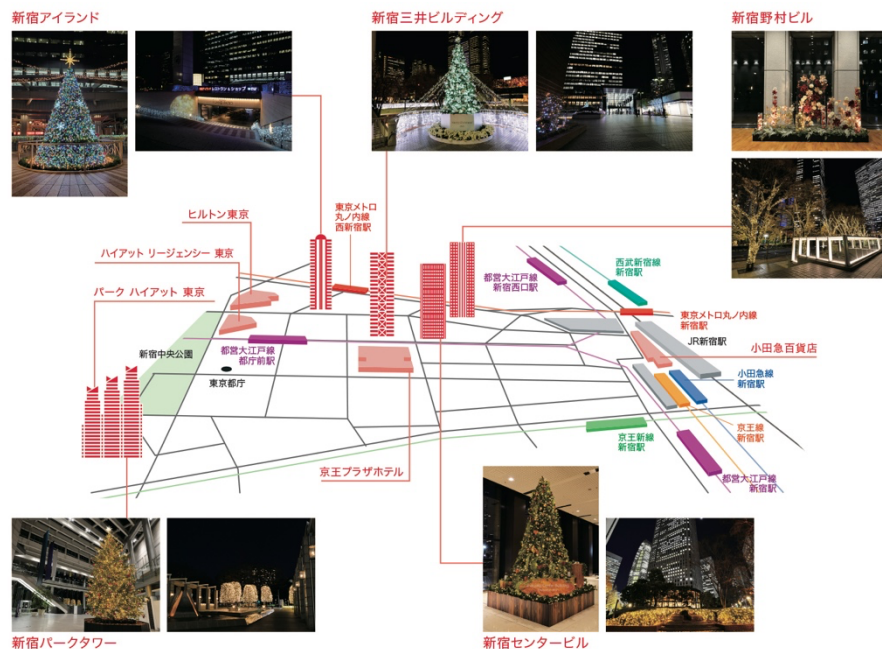 新宿アイランド
新宿三井ビルディング
新宿野村ビル
レストラン&ショップ
ヒルトン東京
東京メトロ
丸ノ内線
西新宿駅
ハイアット リージェンシー 東京
パーク ハイアット 東京
都営大江戸線
新宿西口駅
西武新宿線
新宿駅
東京メトロ丸ノ内線
新宿駅
JR新宿駅
小田急百貨店
新宿中央公園
都営大江戸線
都庁前駅
東京都庁
小田急線
新宿駅
京王線
新宿駅
京王新線
新宿駅
京王プラザホテル
都営大江戸線
新宿駅
新宿パークタワー
新宿センタービル